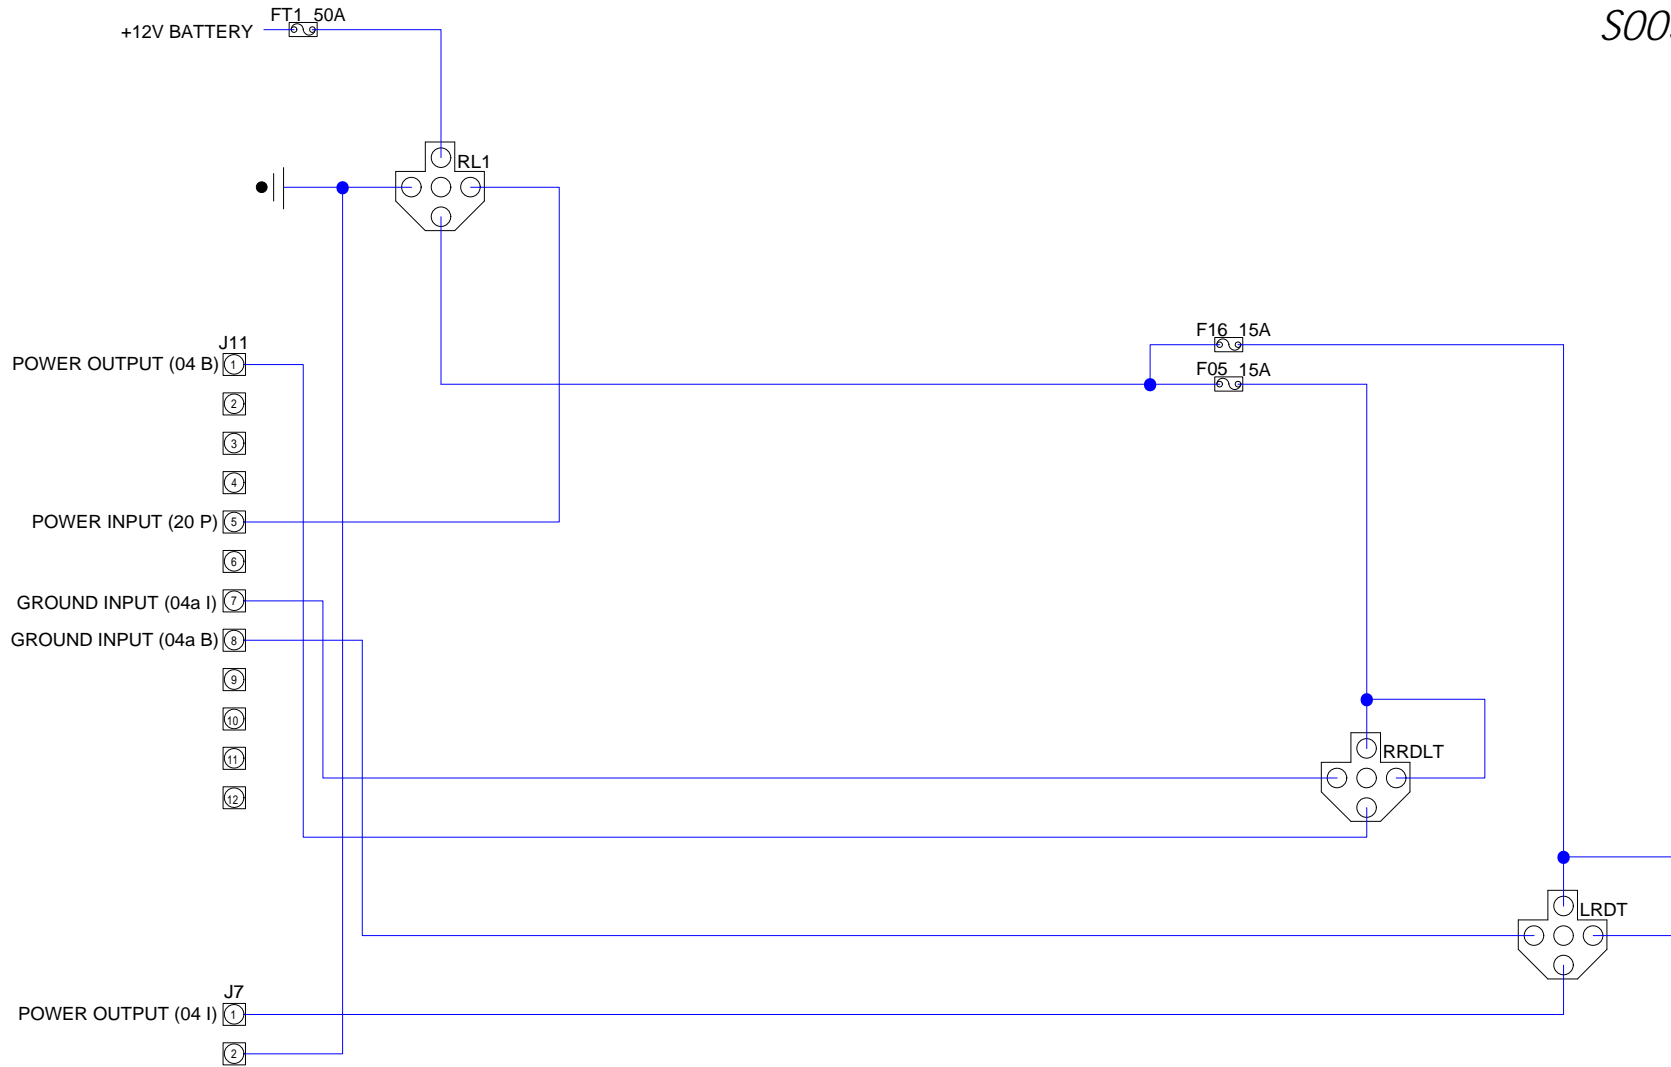 FT1 50A
+12V BATTERY
RL1
J11
POWER OUTPUT (04 B) 1
2
3
4
POWER INPUT (20 P) 5
6
GROUND INPUT (04a I) 7
GROUND INPUT (04a B) 8
9
10
11
12
F16 15A
F05 15A
RRDLT
LRDT
J7
POWER OUTPUT (04 I) 1
2